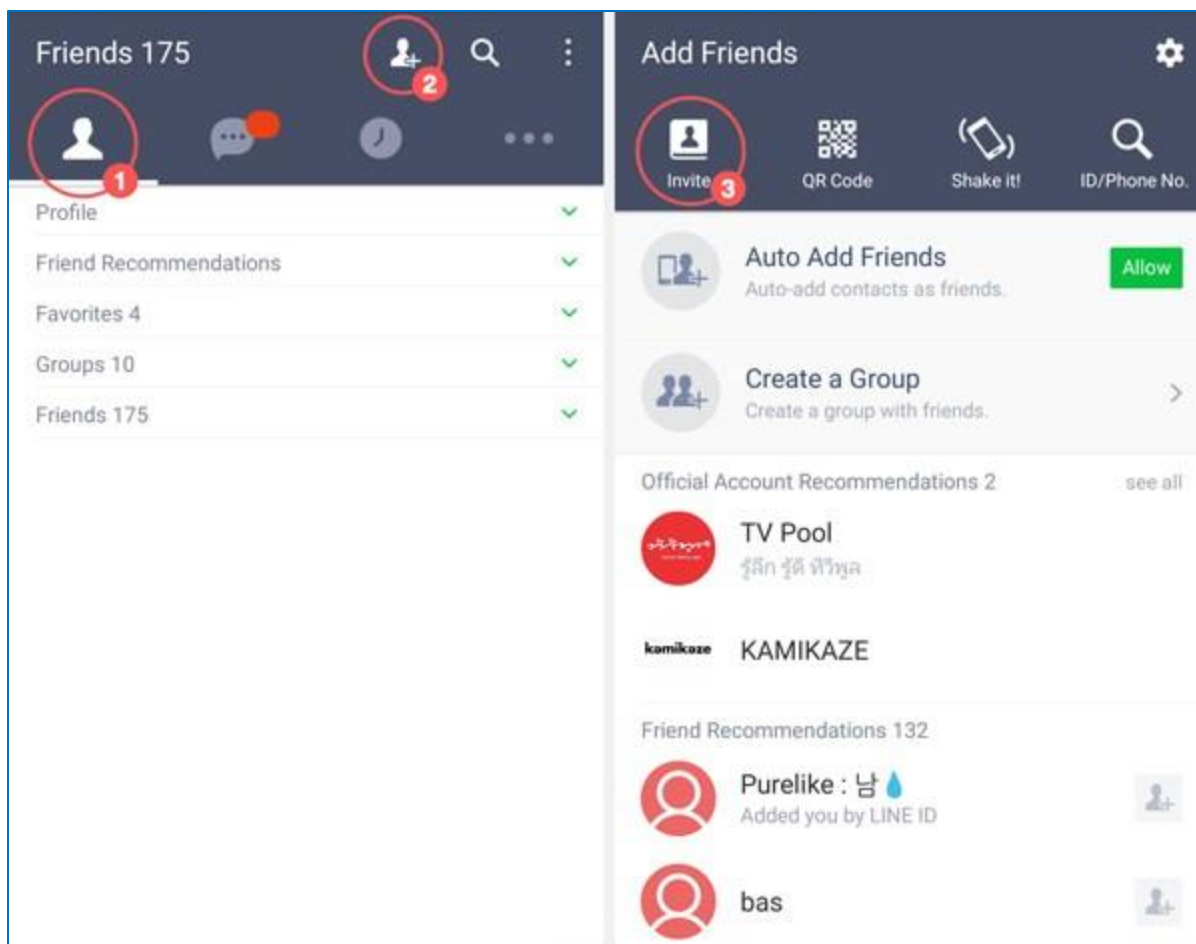 Friends 175
2
1
Profile
Friend Recommendations
Favorites 4
Groups 10
Friends 175
Add Friends
Invite
3
QR Code
Shake it!
ID/Phone No.
Auto Add Friends
Auto-add contacts as friends.
Allow
Create a Group
Create a group with friends.
Official Account Recommendations 2
see all
TV Pool
รู้ลึก รู้ดี ทีวีพูล
kamikaze
KAMIKAZE
Friend Recommendations 132
Purelike : 남💧
Added you by LINE ID
bas